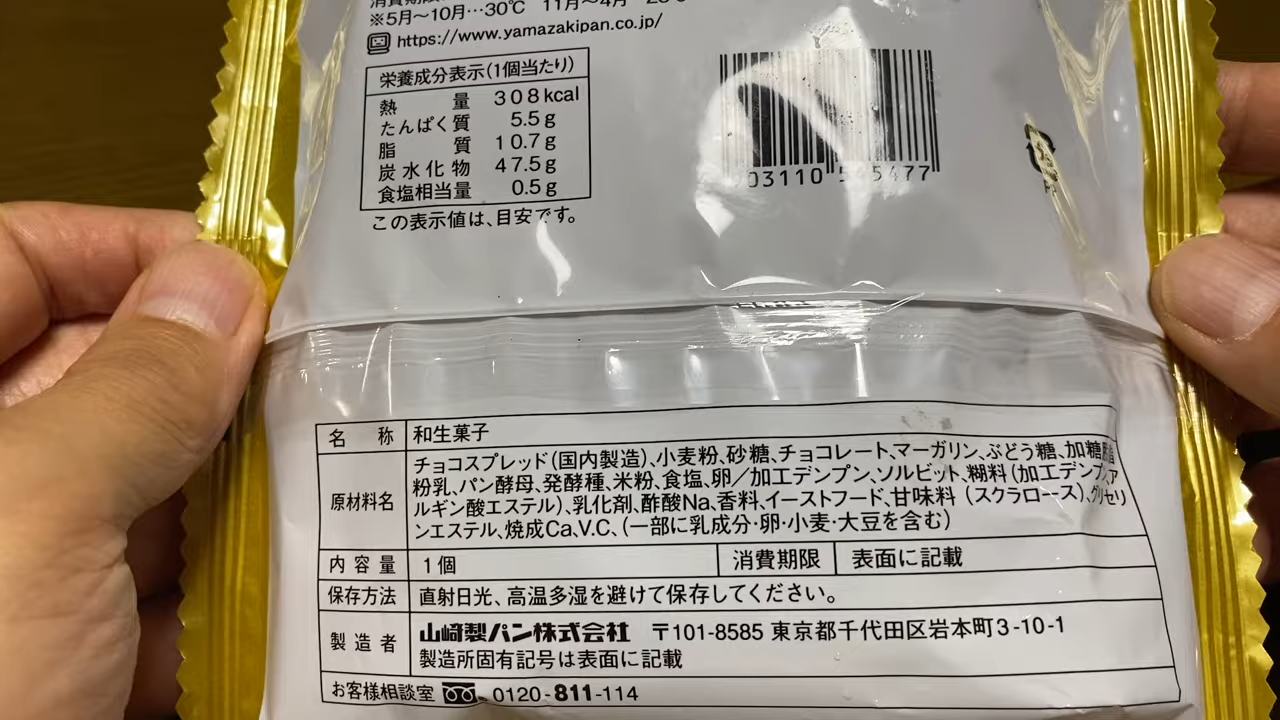 ※5月～10月…30℃ 11月～4月
https://www.yamazakipan.co.jp/
栄養成分表示(1個当たり)
熱量 308kcal
たんぱく質 5.5g
脂質 10.7g
炭水化物 47.5g
食塩相当量 0.5g
この表示値は、目安です。
名称 和生菓子
原材料名 チョコスプレッド(国内製造)、小麦粉、砂糖、チョコレート、マーガリン、ぶどう糖、加糖脱脂
粉乳、パン酵母、発酵種、米粉、食塩、卵／加工デンプン、ソルビット、糊料(加工デンプン、ア
ルギン酸エステル)、乳化剤、酢酸Na、香料、イーストフード、甘味料(スクラロース)、グリセリ
ンエステル、焼成Ca、V.C、(一部に乳成分・卵・小麦・大豆を含む)
内容量 1個 消費期限 表面に記載
保存方法 直射日光、高温多湿を避けて保存してください。
製造者 山崎製パン株式会社 〒101-8585 東京都千代田区岩本町3-10-1
製造所固有記号は表面に記載
お客様相談室 0120-811-114